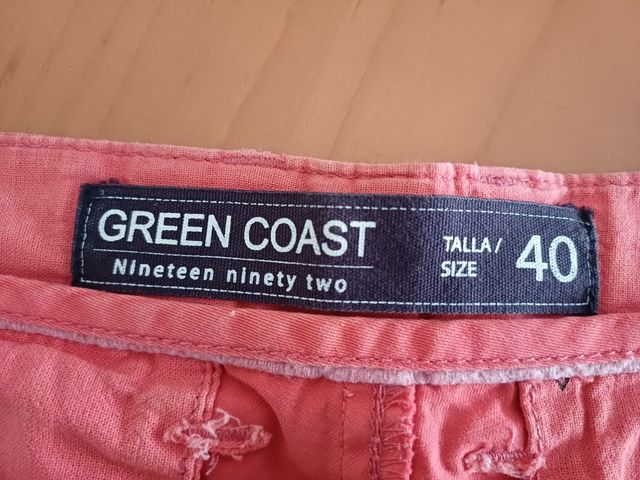 GREEN COAST
Nineteen ninety two
TALLA/
SIZE
40